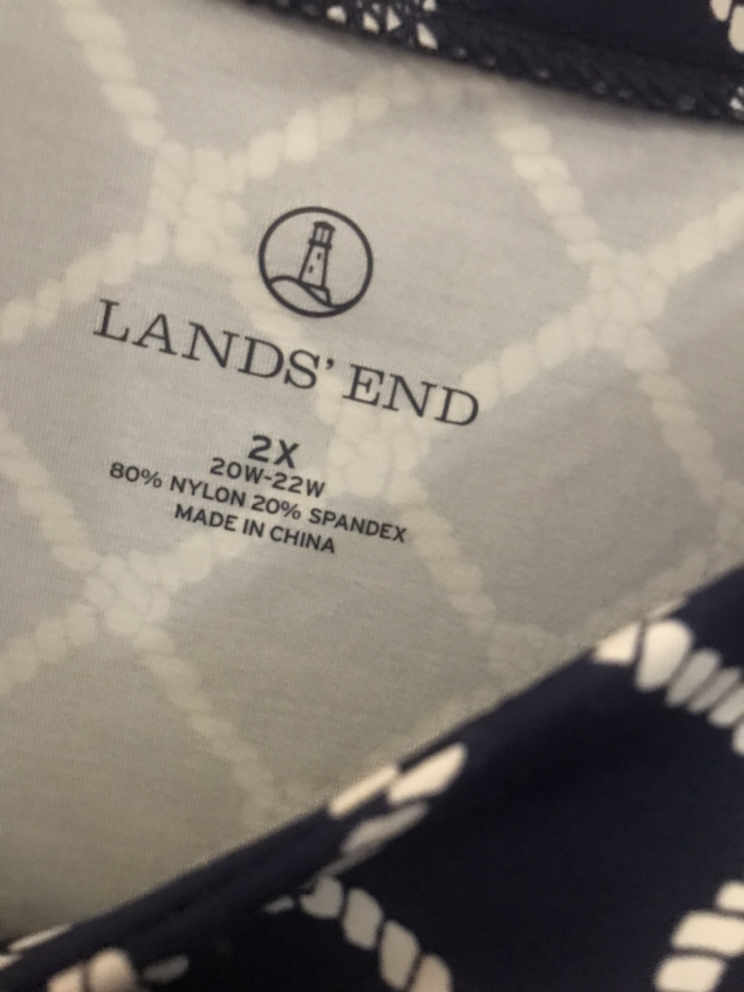 LANDS' END
2X
20W-22W
80% NYLON 20% SPANDEX
MADE IN CHINA